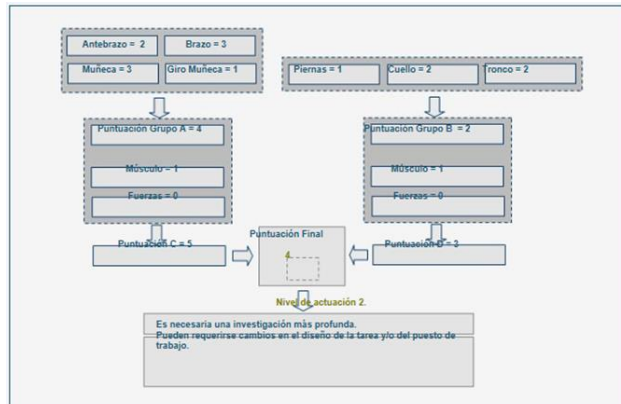 Antebrazo = 2
Brazo = 3
Muñeca = 3
Giro Muñeca = 1
Piernas = 1
Cuello = 2
Tronco = 2
Puntuación Grupo A = 4
Puntuación Grupo B = 2
Músculo = 1
Músculo = 1
Fuerzas = 0
Fuerzas = 0
Puntuación C = 5
Puntuación Final
Puntuación D = 3
4
Nivel de actuación 2.
Es necesaria una investigación más profunda.
Pueden requerirse cambios en el diseño de la tarea y/o del puesto de
trabajo.